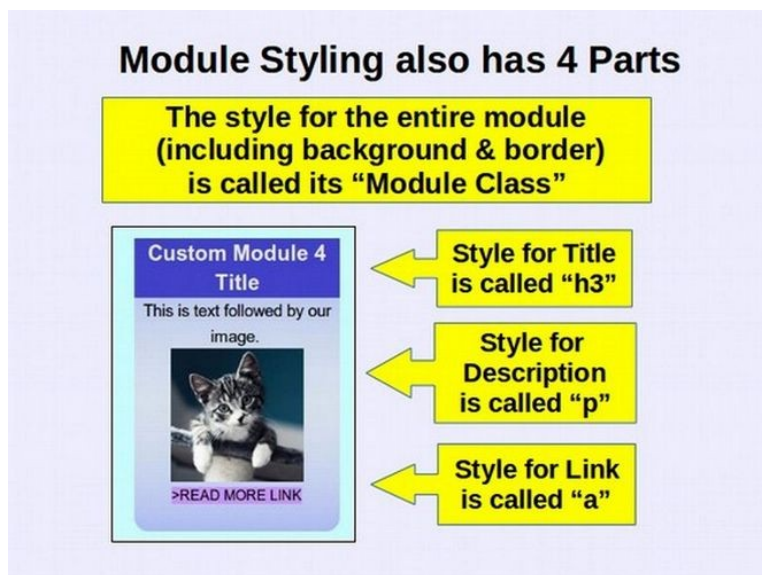 Module Styling also has 4 Parts
The style for the entire module
(including background & border)
is called its “Module Class”
Custom Module 4
Title
This is text followed by our
image.
>READ MORE LINK
Style for Title
is called “h3”
Style for
Description
is called “p”
Style for Link
is called “a”